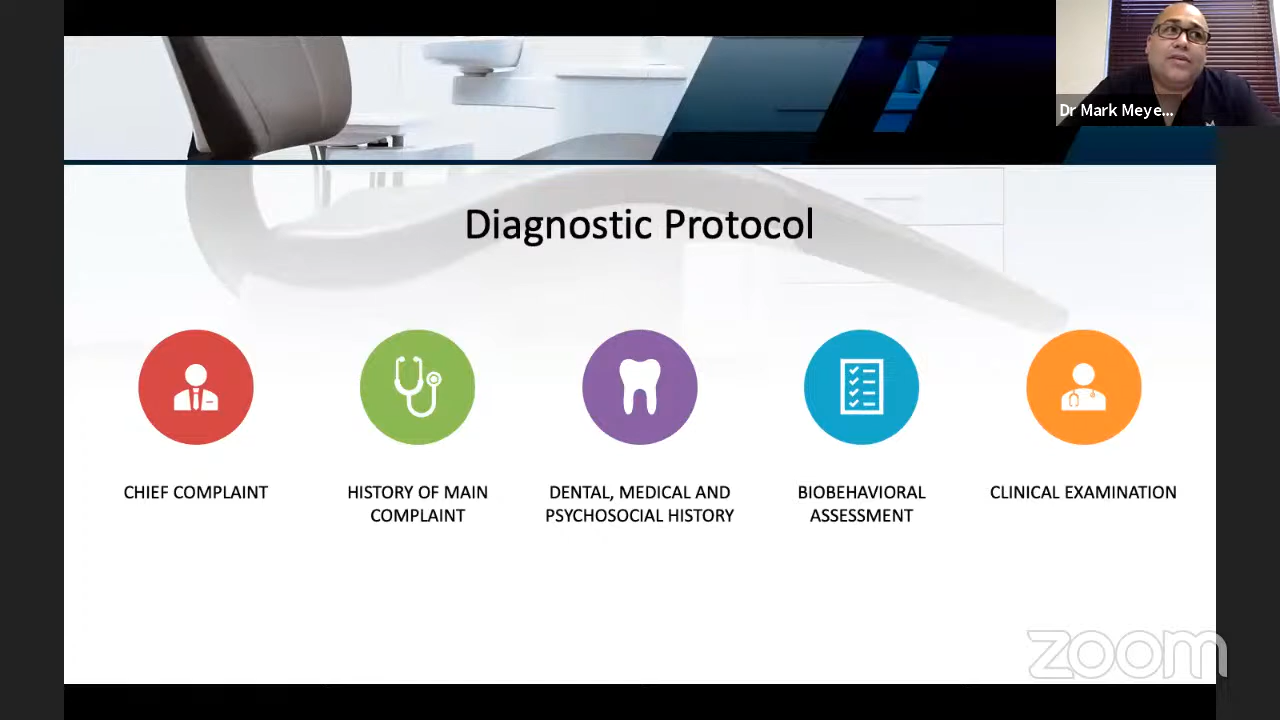 Dr Mark Meye...
Diagnostic Protocol
CHIEF COMPLAINT
HISTORY OF MAIN
COMPLAINT
DENTAL, MEDICAL AND
PSYCHOSOCIAL HISTORY
BIOBEHAVIORAL
ASSESSMENT
CLINICAL EXAMINATION
zoom